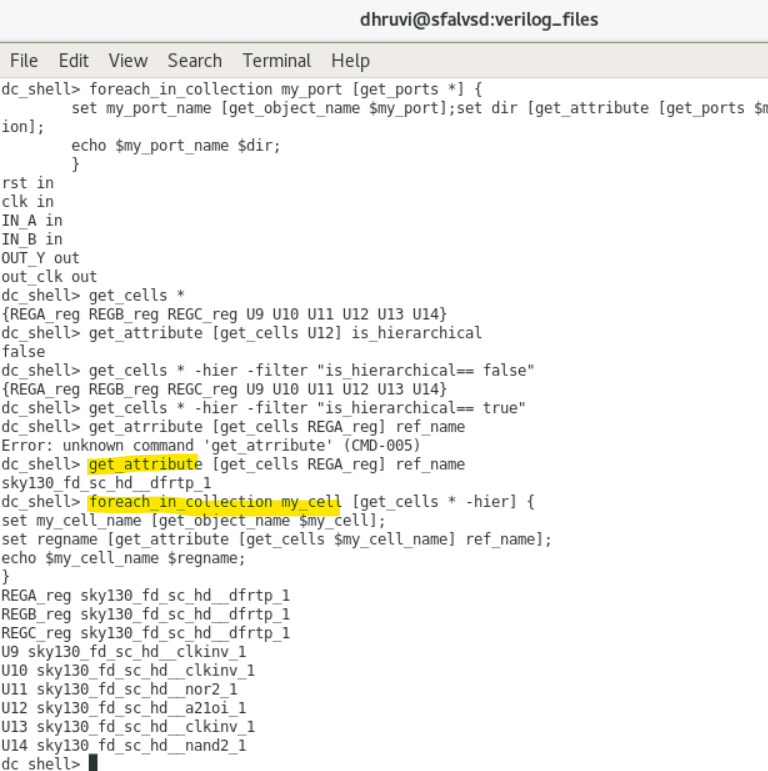 dhruvi@sfalvsd:verilog_files
File Edit View Search Terminal Help
dc_shell> foreach_in_collection my_port [get_ports *] {
set my_port_name [get_object_name $my_port];set dir [get_attribute [get_ports $m
ion];
echo $my_port_name $dir;
}
rst in
clk in
IN_A in
IN_B in
OUT_Y out
out_clk out
dc_shell> get_cells *
{REGA_reg REGB_reg REGC_reg U9 U10 U11 U12 U13 U14}
dc_shell> get_attribute [get_cells U12] is_hierarchical
false
dc_shell> get_cells * -hier -filter "is_hierarchical== false"
{REGA_reg REGB_reg REGC_reg U9 U10 U11 U12 U13 U14}
dc_shell> get_cells * -hier -filter "is_hierarchical== true"
dc_shell> get_atrribute [get_cells REGA_reg] ref_name
Error: unknown command 'get_atrribute' (CMD-005)
dc_shell> get_attribute [get_cells REGA_reg] ref_name
sky130_fd_sc_hd__dfrtp_1
dc_shell> foreach_in_collection my_cell [get_cells * -hier] {
set my_cell_name [get_object_name $my_cell];
set regname [get_attribute [get_cells $my_cell_name] ref_name];
echo $my_cell_name $regname;
}
REGA_reg sky130_fd_sc_hd__dfrtp_1
REGB_reg sky130_fd_sc_hd__dfrtp_1
REGC_reg sky130_fd_sc_hd__dfrtp_1
U9 sky130_fd_sc_hd__clkinv_1
U10 sky130_fd_sc_hd__clkinv_1
U11 sky130_fd_sc_hd__nor2_1
U12 sky130_fd_sc_hd__a21oi_1
U13 sky130_fd_sc_hd__clkinv_1
U14 sky130_fd_sc_hd__nand2_1
dc_shell>